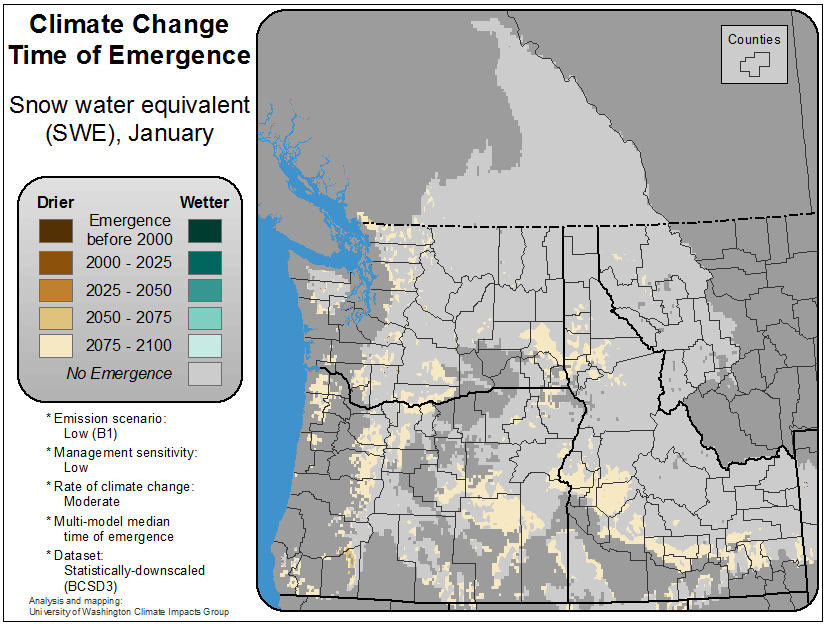 Climate Change
Time of Emergence
Snow water equivalent
(SWE), January
Drier
Wetter
Emergence
before 2000
2000 - 2025
2025 - 2050
2050 - 2075
2075 - 2100
No Emergence
* Emission scenario:
Low (B1)
* Management sensitivity:
Low
* Rate of climate change:
Moderate
* Multi-model median
time of emergence
* Dataset:
Statistically-downscaled
(BCSD3)
Analysis and mapping:
University of Washington Climate Impacts Group
Counties